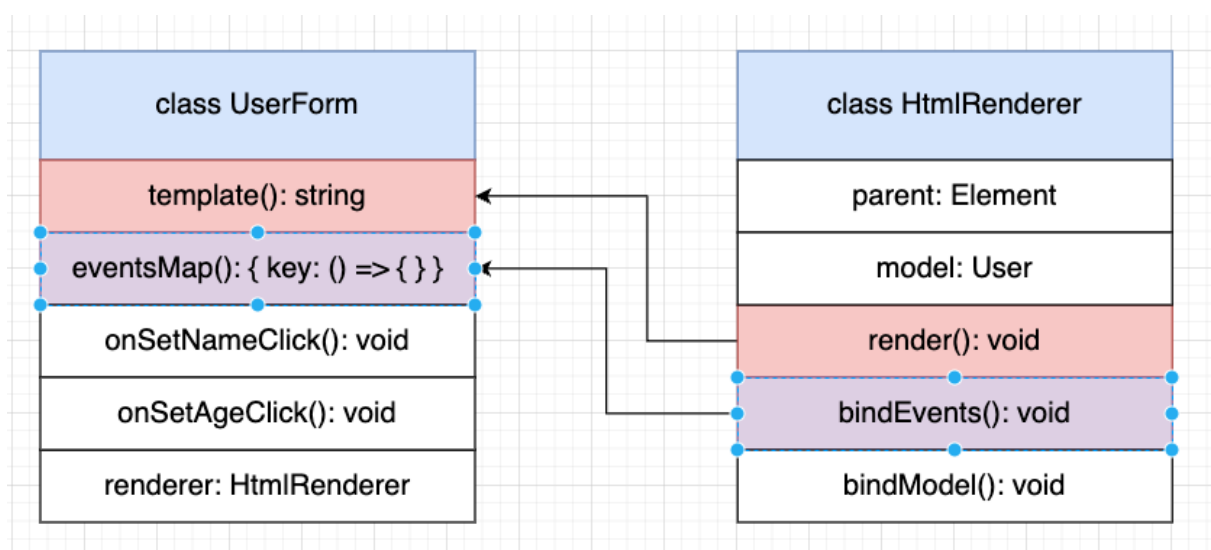 class UserForm
template(): string
eventsMap(): { key: () => { } }
onSetNameClick(): void
onSetAgeClick(): void
renderer: HtmlRenderer
class HtmlRenderer
parent: Element
model: User
render(): void
bindEvents(): void
bindModel(): void